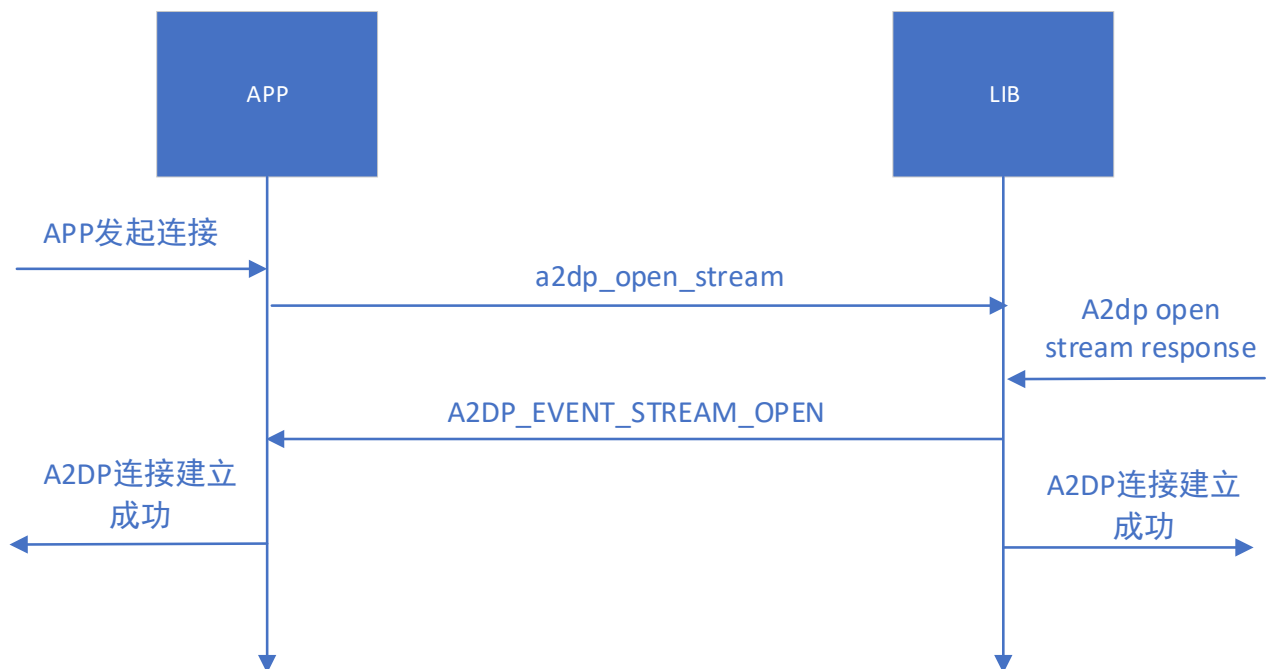 APP
LIB
APP发起连接
a2dp_open_stream
A2dp open
stream response
A2DP_EVENT_STREAM_OPEN
A2DP连接建立
成功
A2DP连接建立
成功